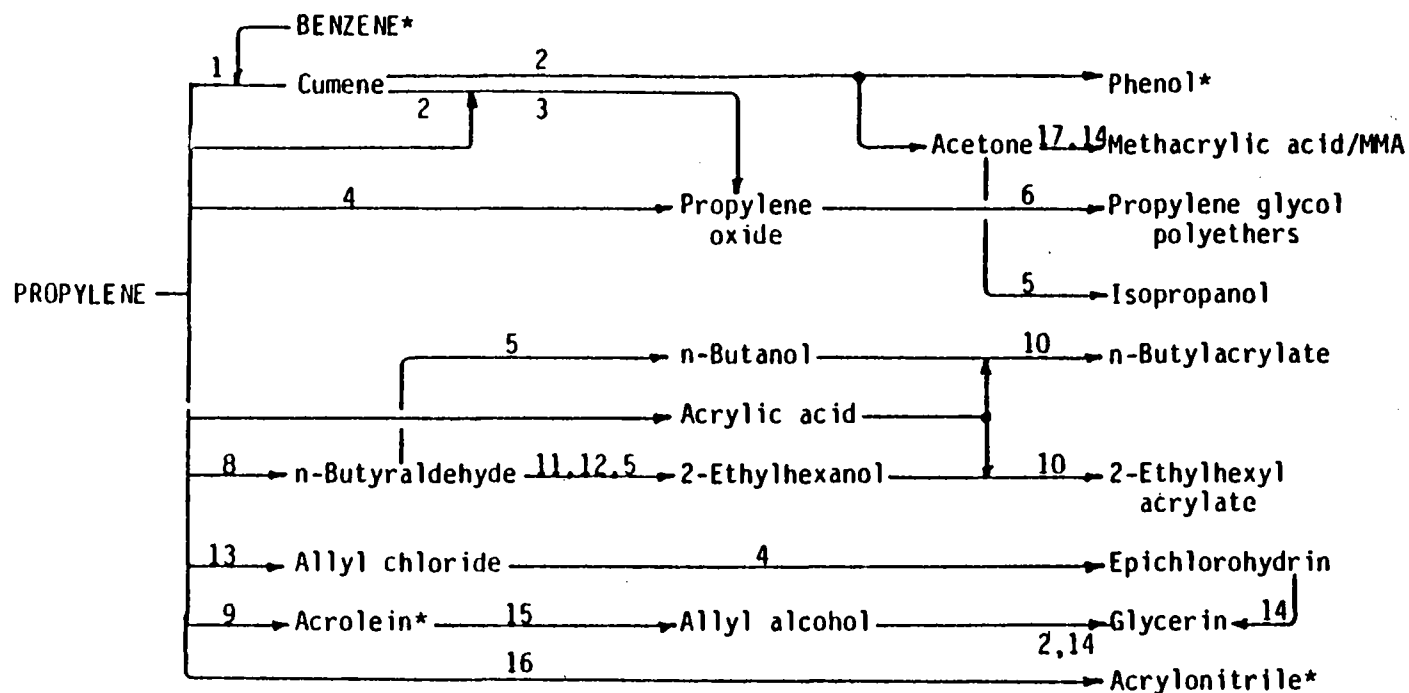 BENZENE*
1
Cumene
2
Phenol*
2
3
Acetone
17,14
Methacrylic acid/MMA
4
Propylene
oxide
6
Propylene glycol
polyethers
PROPYLENE
5
Isopropanol
5
n-Butanol
10
n-Butylacrylate
Acrylic acid
8
n-Butyraldehyde
11,12,5
2-Ethylhexanol
10
2-Ethylhexyl
acrylate
13
Allyl chloride
4
Epichlorohydrin
9
Acrolein*
15
Allyl alcohol
2,14
Glycerin
14
16
Acrylonitrile*